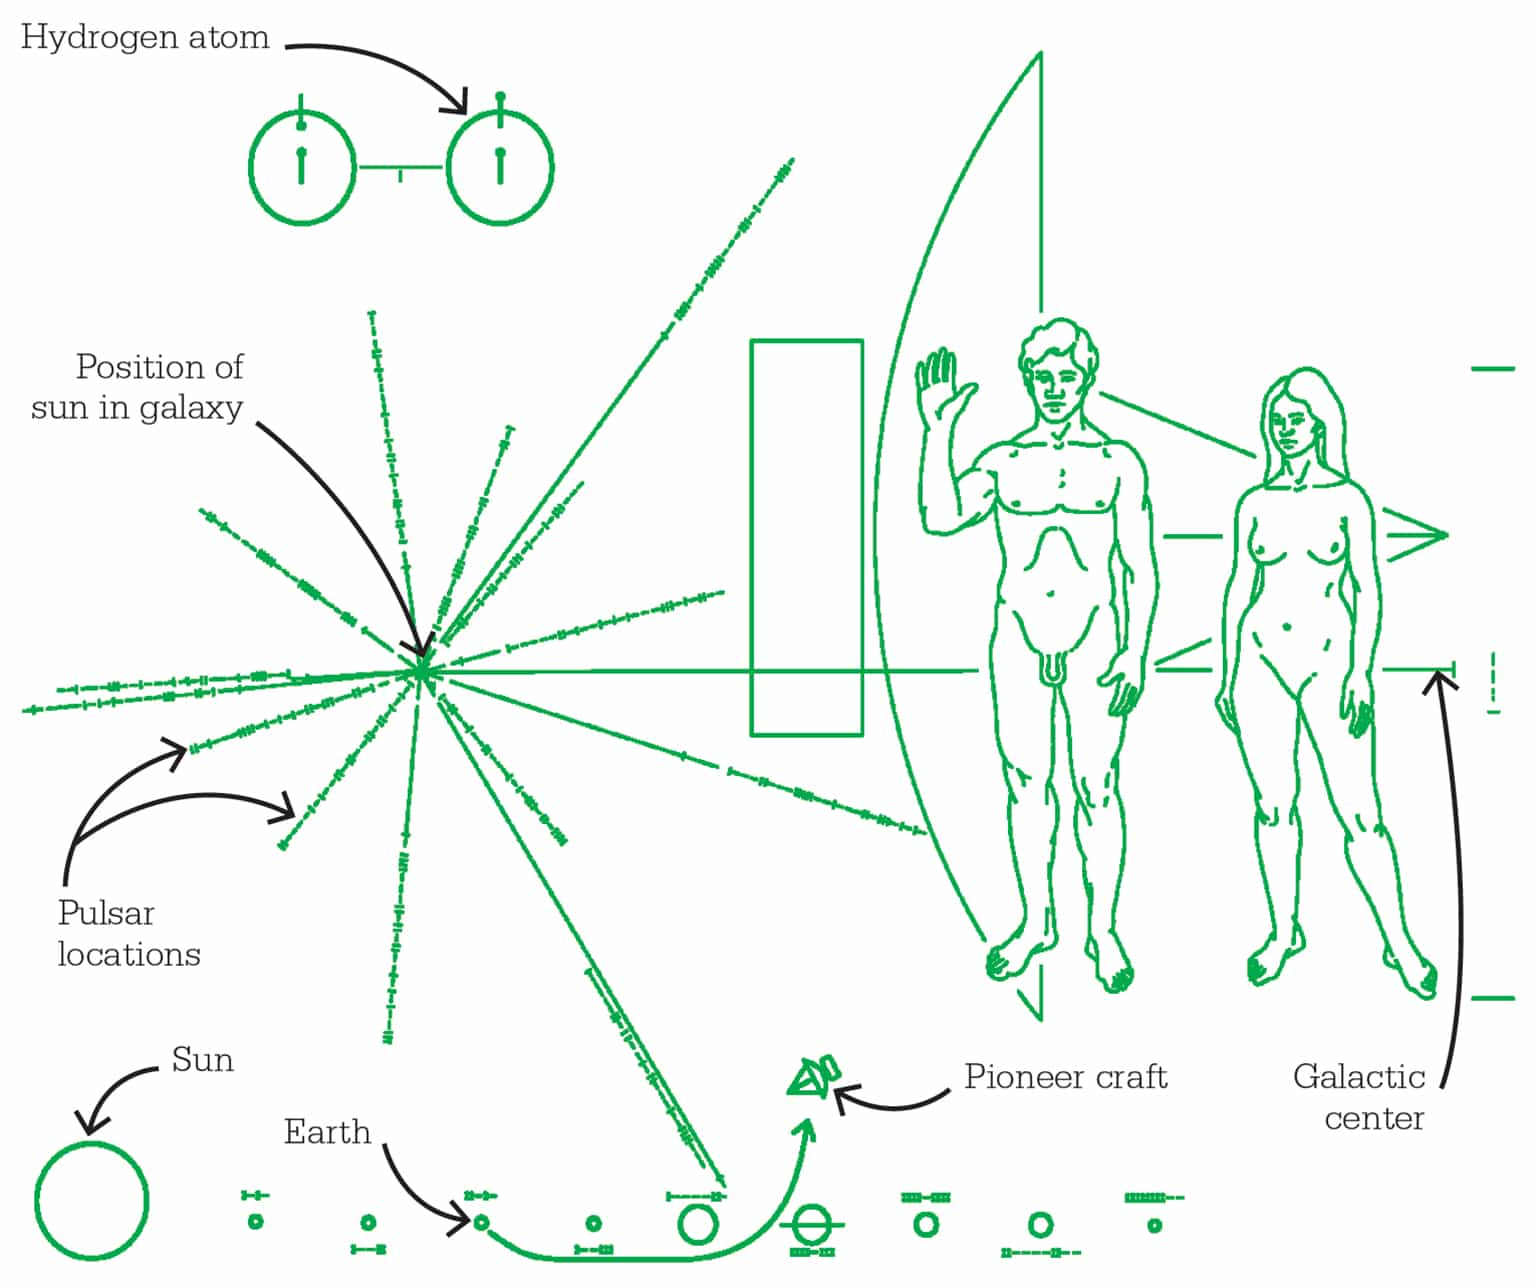 Hydrogen atom
Position of
sun in galaxy
Pulsar
locations
Sun
Earth
Pioneer craft
Galactic
center